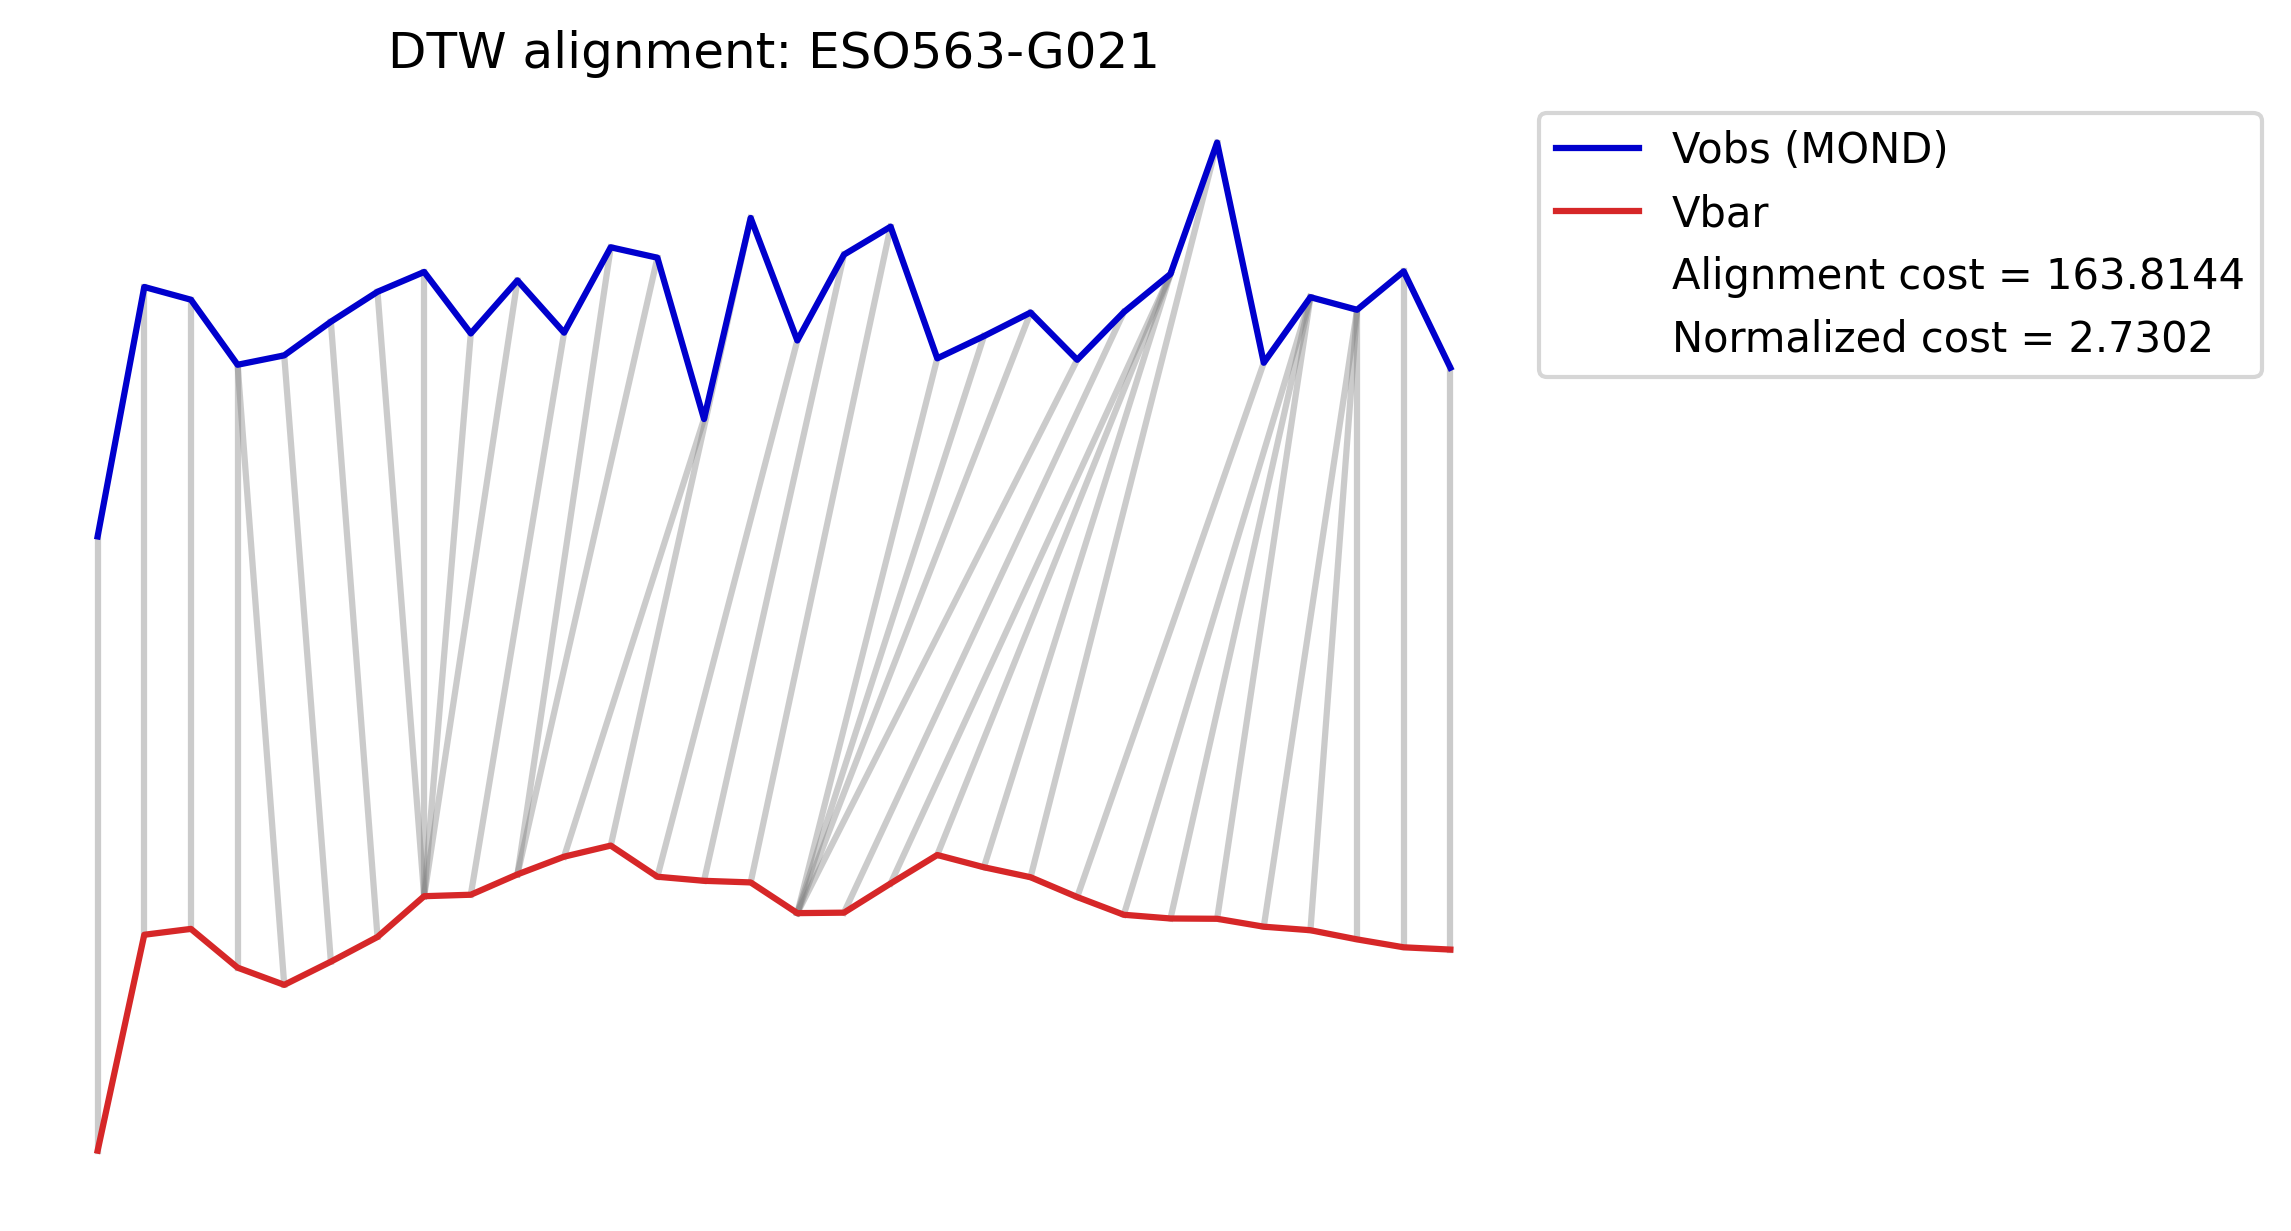 DTW alignment: ESO563-G021
Vobs (MOND)
Vbar
Alignment cost = 163.8144
Normalized cost = 2.7302